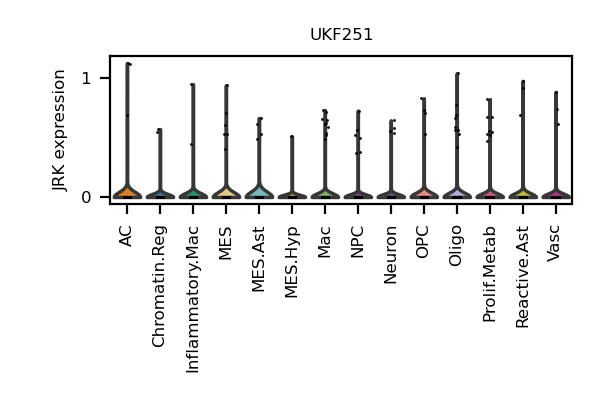 UKF251
JRK expression
1
0
AC
Chromatin.Reg
Inflammatory.Mac
MES
MES.Ast
MES.Hyp
Mac
NPC
Neuron
OPC
Oligo
Prolif.Metab
Reactive.Ast
Vasc